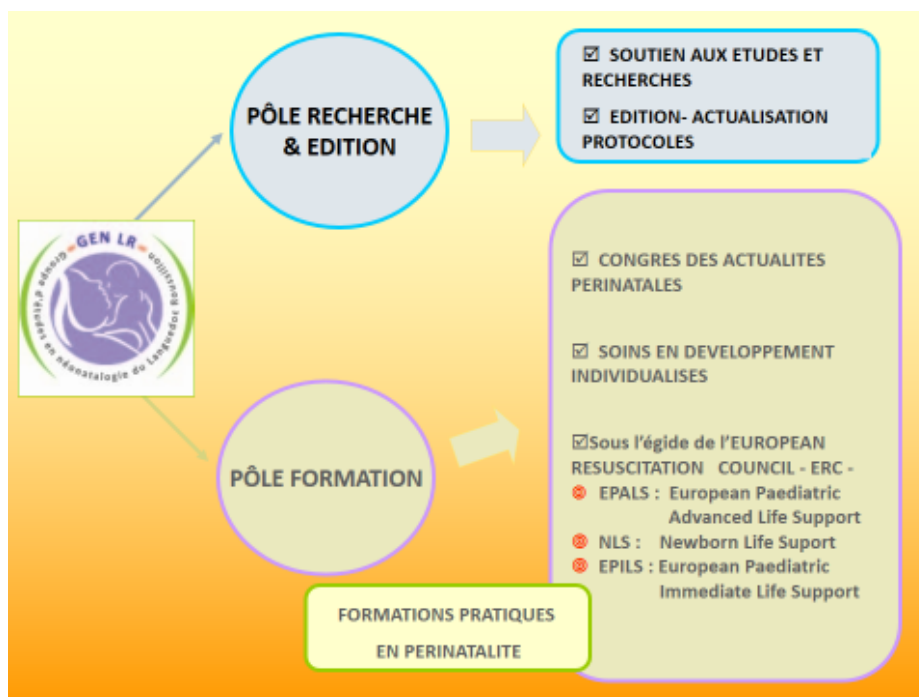 PÔLE RECHERCHE
& EDITION
☑ SOUTIEN AUX ETUDES ET
RECHERCHES
☑ EDITION- ACTUALISATION
PROTOCOLES
GEN LR
Groupe d'études en néonatalogie du Languedoc Roussillon
PÔLE FORMATION
☑ CONGRES DES ACTUALITES
PERINATALES
☑ SOINS EN DEVELOPPEMENT
INDIVIDUALISES
☑Sous l'égide de l'EUROPEAN
RESUSCITATION COUNCIL - ERC -
EPALS : European Paediatric
Advanced Life Support
NLS : Newborn Life Suport
EPILS : European Paediatric
Immediate Life Support
FORMATIONS PRATIQUES
EN PERINATALITE